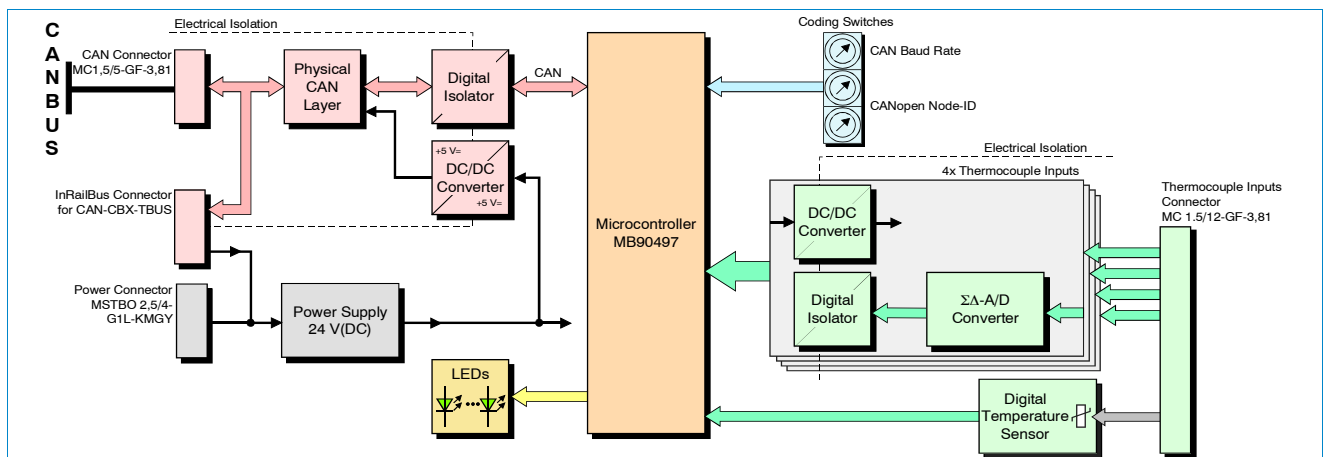 C
A
N
B
U
S
Electrical Isolation
CAN Connector
MC1,5/5-GF-3,81
Physical
CAN
Layer
Digital
Isolator
CAN
+5 V=
DC/DC
Converter
+5 V=
InRailBus Connector
for CAN-CBX-TBUS
Power Connector
MSTBO 2,5/4-
G1L-KMGY
Power Supply
24 V(DC)
LEDs
Microcontroller
MB90497
Coding Switches
CAN Baud Rate
CANopen Node-ID
Electrical Isolation
4x Thermocouple Inputs
DC/DC
Converter
Digital
Isolator
ΣΔ-A/D
Converter
Thermocouple Inputs
Connector
MC 1.5/12-GF-3,81
Digital
Temperature
Sensor